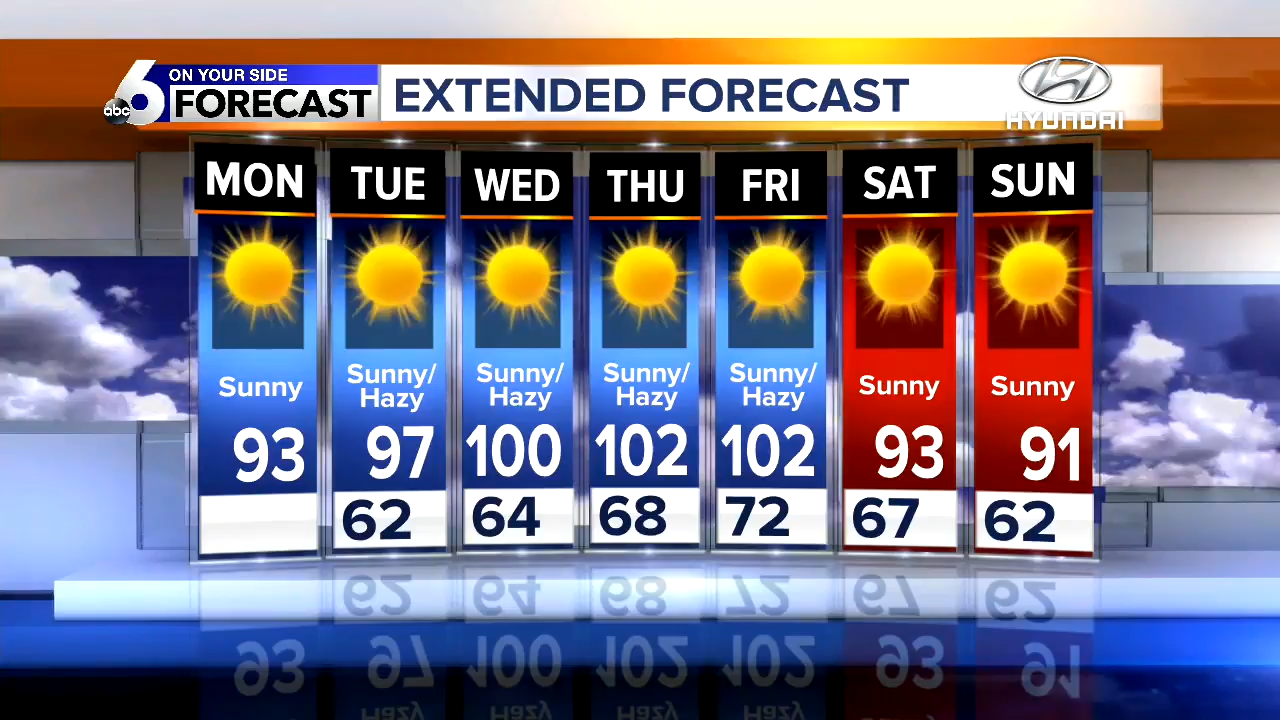 abc 6 ON YOUR SIDE
FORECAST
EXTENDED FORECAST
HYUNDAI
MON TUE WED THU FRI SAT SUN
Sunny Sunny/ Hazy Sunny/ Hazy Sunny/ Hazy Sunny/ Hazy Sunny Sunny
93 97 100 102 102 93 91
62 64 68 72 67 62